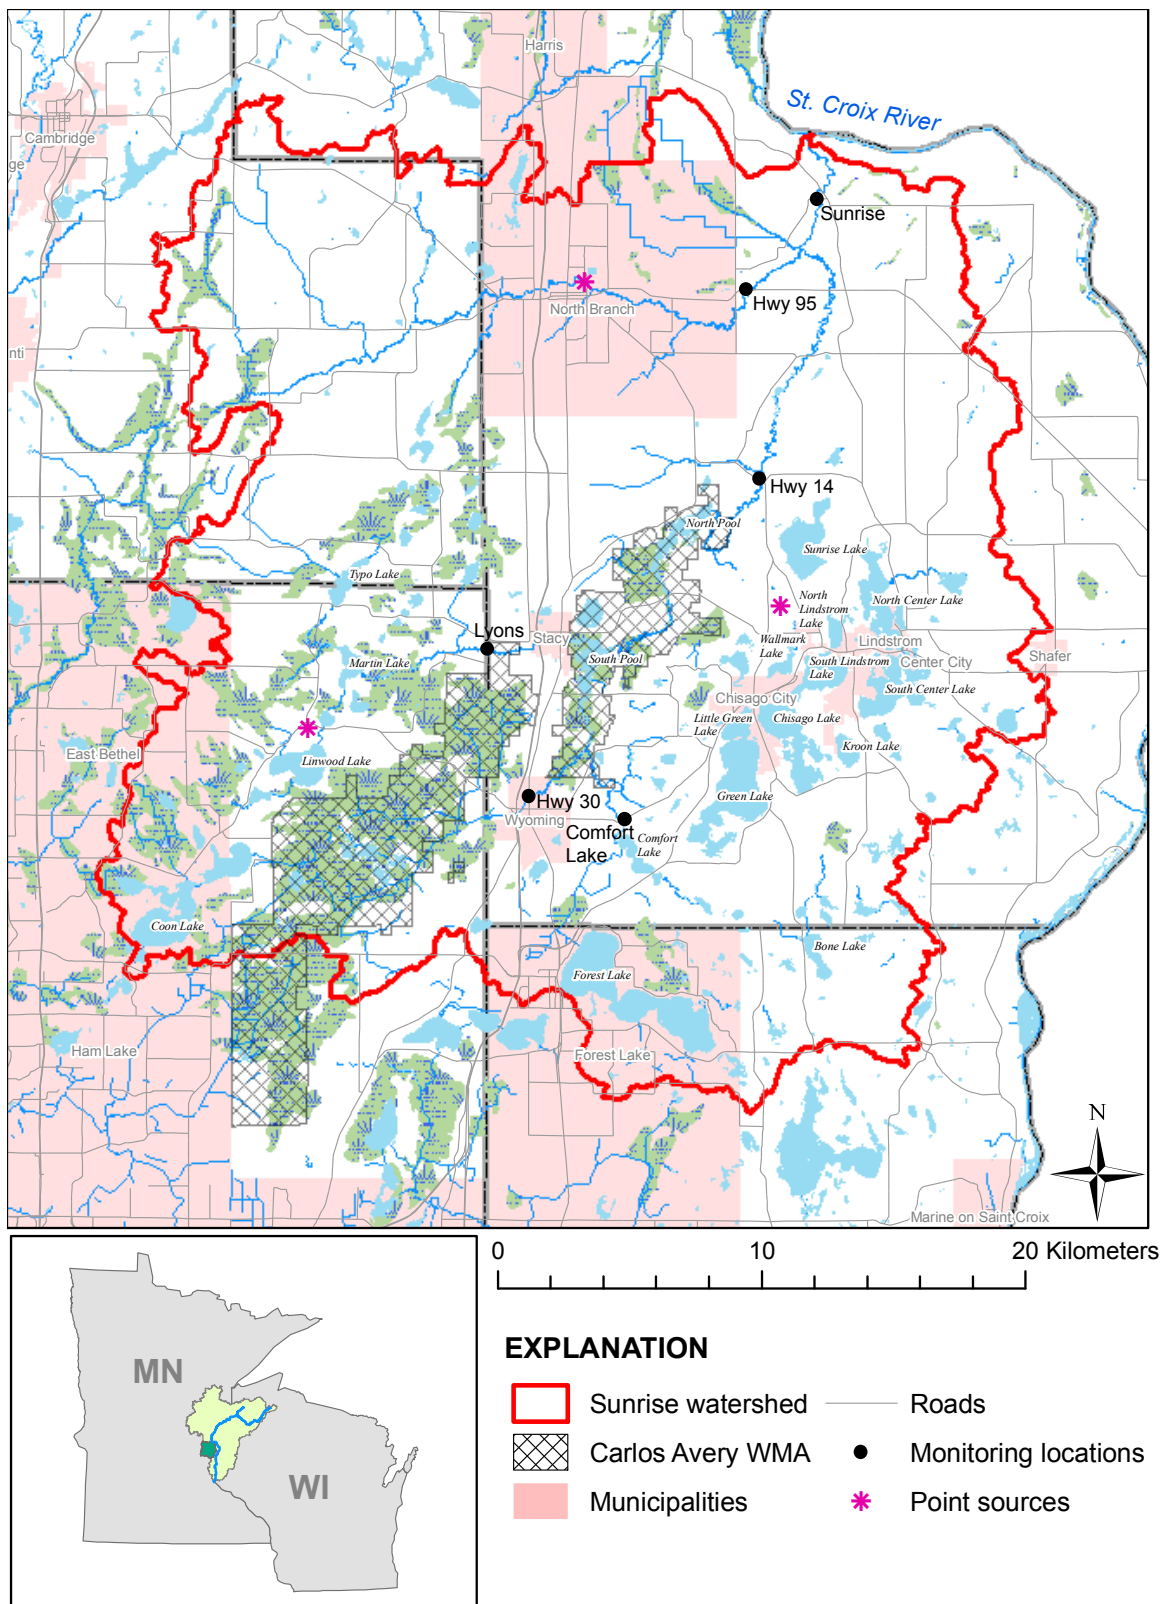 Harris
St. Croix River
Cambridge
ge
Sunrise
Hwy 95
North Branch
nti
Hwy 14
North Pool
Sunrise Lake
Typo Lake
North
Lindstrom
Lake
North Center Lake
Lyons
Stacy
Wallmark
Lake
Lindstrom
South Pool
South Lindstrom
Lake
Center City
Shafer
Martin Lake
South Center Lake
Chisago City
Little Green
Lake
Chisago Lake
East Bethel
Linwood Lake
Kroon Lake
Hwy 30
Green Lake
Wyoming
Comfort
Lake
Comfort
Lake
Coon Lake
Bone Lake
Forest Lake
Ham Lake
Forest Lake
N
Marine on Saint Croix
0
10
20 Kilometers
MN
WI
EXPLANATION
Sunrise watershed
Roads
Carlos Avery WMA
Monitoring locations
Municipalities
Point sources